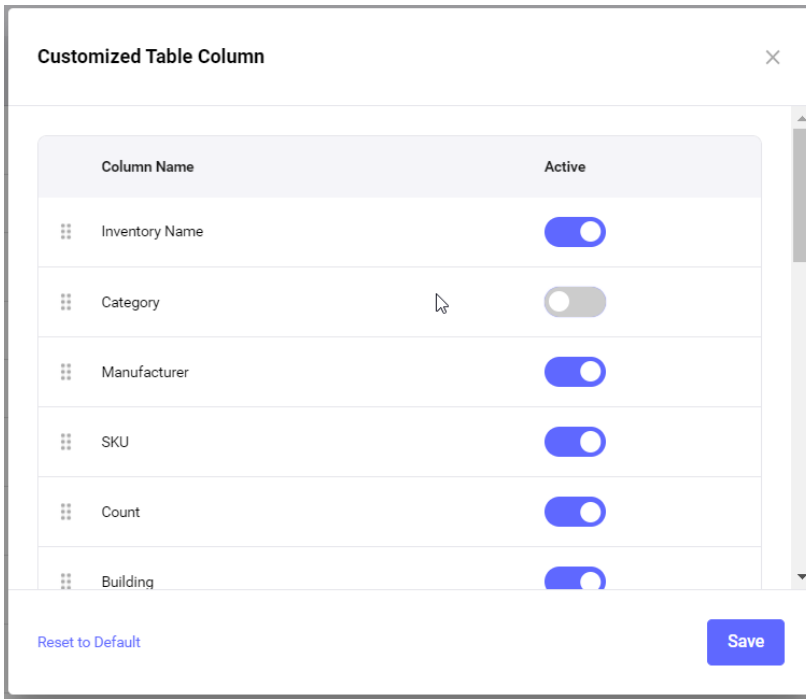 Customized Table Column
Column Name Active
Inventory Name
Category
Manufacturer
SKU
Count
Building
Reset to Default Save